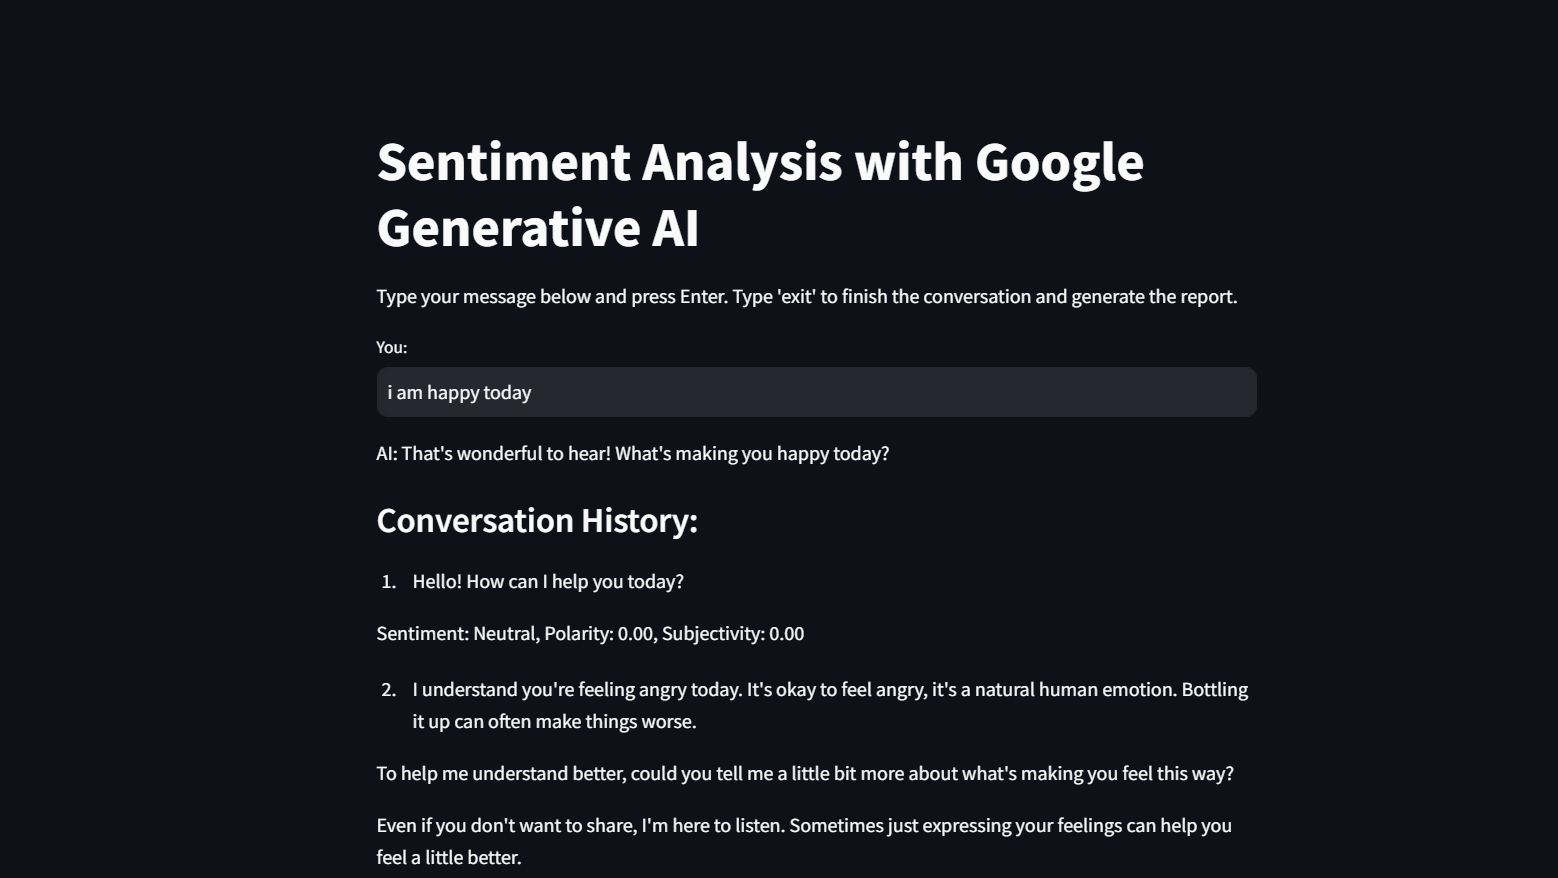 Sentiment Analysis with Google
Generative AI
Type your message below and press Enter. Type 'exit' to finish the conversation and generate the report.
You:
i am happy today
AI: That's wonderful to hear! What's making you happy today?
Conversation History:
1. Hello! How can I help you today?
Sentiment: Neutral, Polarity: 0.00, Subjectivity: 0.00
2. I understand you're feeling angry today. It's okay to feel angry, it's a natural human emotion. Bottling
it up can often make things worse.
To help me understand better, could you tell me a little bit more about what's making you feel this way?
Even if you don't want to share, I'm here to listen. Sometimes just expressing your feelings can help you
feel a little better.